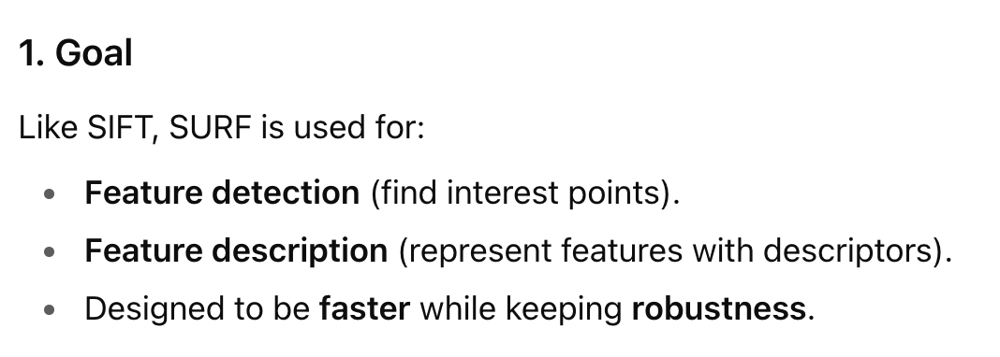 1. Goal
Like SIFT, SURF is used for:
• Feature detection (find interest points).
• Feature description (represent features with descriptors).
• Designed to be faster while keeping robustness.